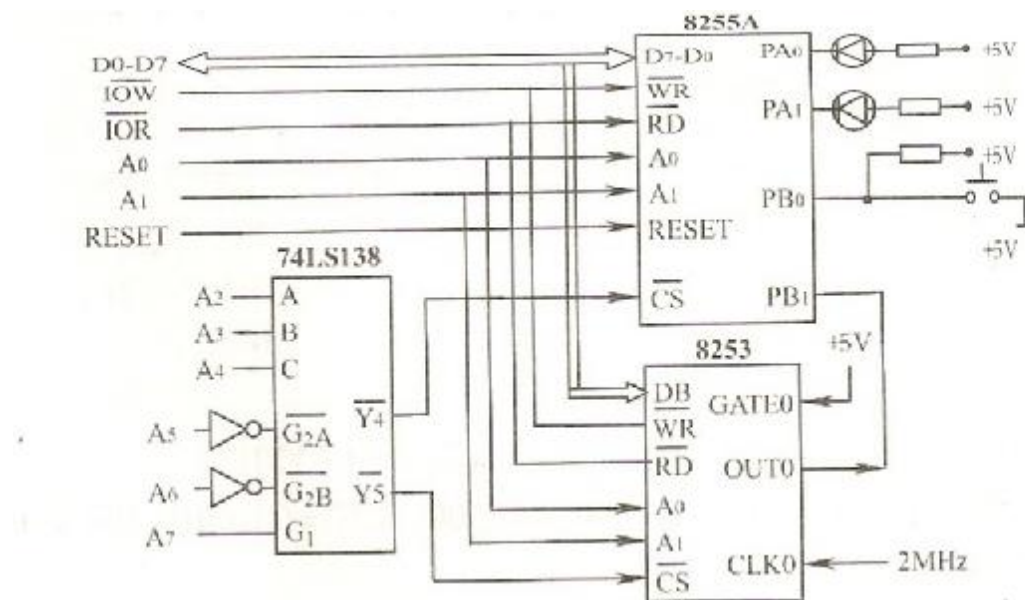 8255A
D0-D7
D7-D0
PA0
+5V
IOW
WR
IOR
RD
PA1
+5V
A0
A0
+5V
A1
A1
PB0
RESET
RESET
+5V
74LS138
A2
A
CS
PB1
A3
B
8253
+5V
A4
C
DB
GATE0
Y4
WR
A5
G2A
RD
OUT0
A6
G2B
Y5
A0
A7
G1
A1
CLK0
2MHz
CS